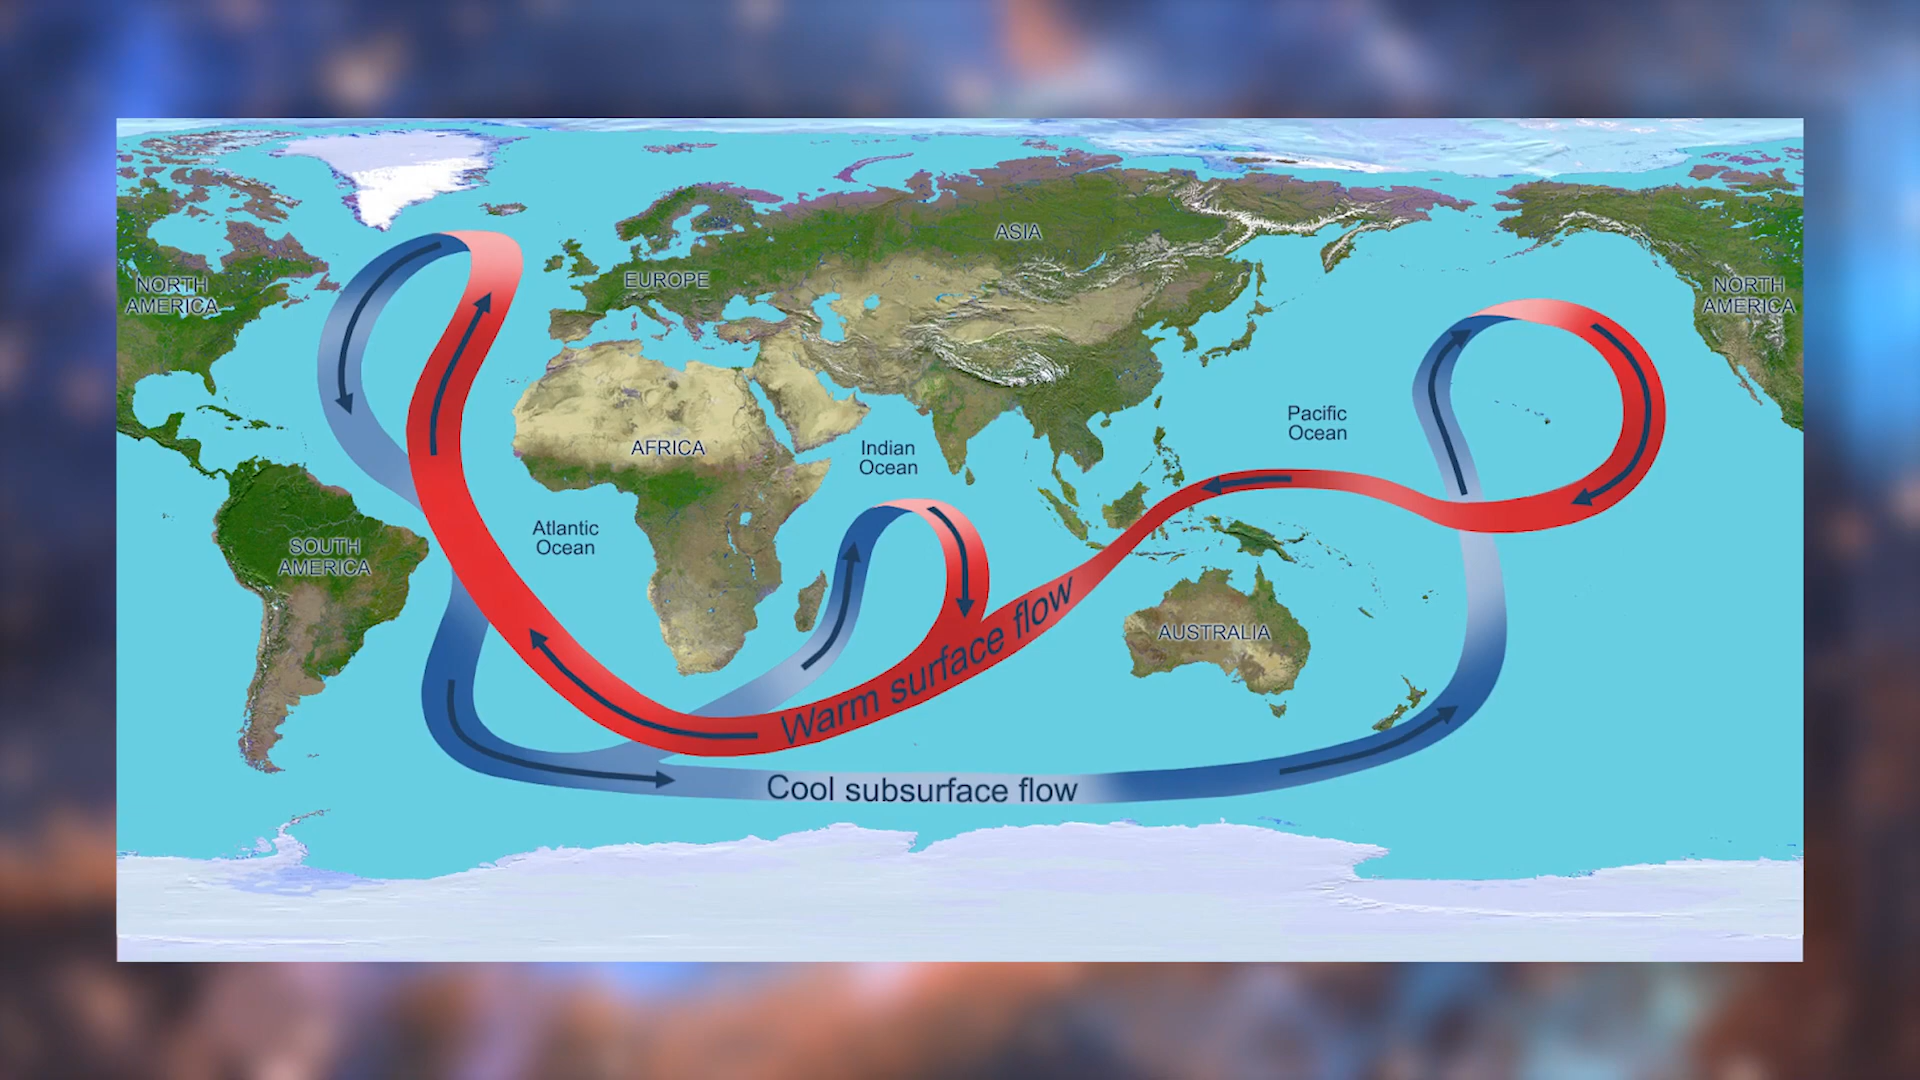 ASIA
EUROPE
NORTH
AMERICA
NORTH
AMERICA
Pacific
Ocean
AFRICA
Indian
Ocean
Atlantic
Ocean
SOUTH
AMERICA
AUSTRALIA
Warm surface flow
Cool subsurface flow